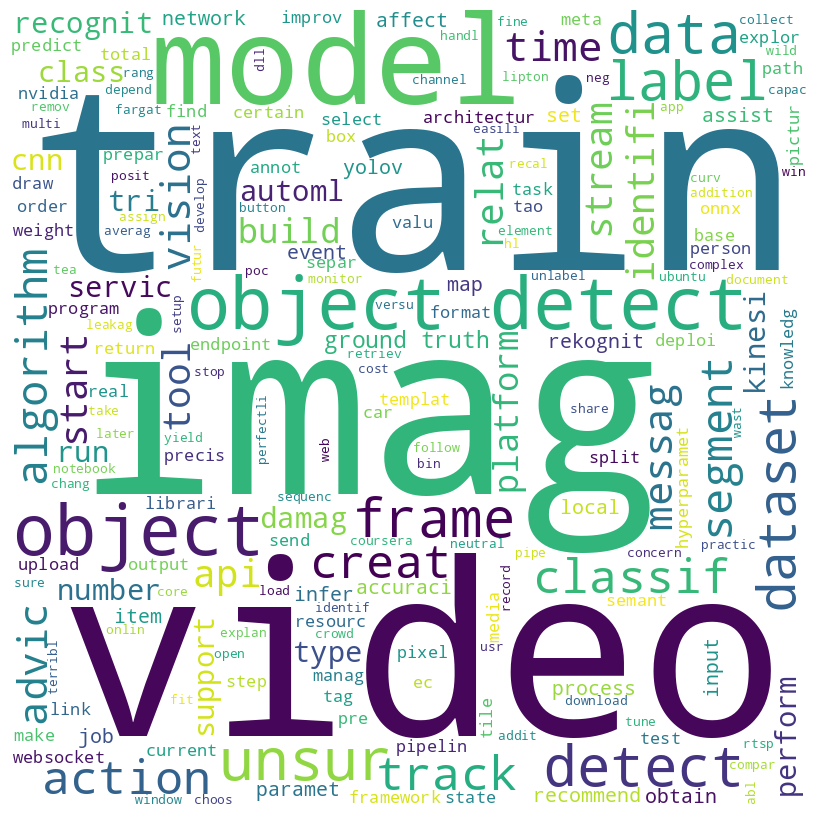 recognit
network
improv
affect
fine
meta
collect
predict
total
model
handl
time
data
explor
wild
class
rang
dll
channel
lipton
neg
label
path
nvidia
depend
upload
remov
fargat
find
certain
select
architectur
set
app
assist
capac
multi
train
text
box
easili
pictur
cnn
prepar
vision
annot
yolov
stream
identifi
recal
curv
win
draw
posit
tri
automl
valu
relat
task
tao
onnx
addition
order
assign
develop
button
build
element
base
assign
weight
averag
event
hl
person
futur
separ
tea
poc
monitor
unlabel
ubuntu
complex
document
algorithm
servic
object detect
map
program
setup
versu
format
kinesi
knowledg
leakag
endpoint
ground truth
platform
rekognit
deploi
start
return
tool
stop
retriev
cost
real
imag
templat
segment
dataset
take
car
share
messag
wast
later
yield
perfectli
web
follow
split
run
precis
bin
hyperparamet
notebook
chang
librari
sequenc
local
object
damag
frame
practic
send
coursera
neutral
pipe
concern
upload
output
creat
sure
core
api
load
accuraci
classif
number
infer
identif
media
record
semant
item
resourc
crowd
advic
terribl
onlin
support
explan
type
pixel
usr
video
input
perform
open
manag
link
step
tag
ec
process
download
fit
pre
tile
tune
make
job
current
unsur
pipelin
addit
test
rtsp
websocket
detect
compar
action
paramet
track
abl
window
choos
framework
state
recommend
obtain